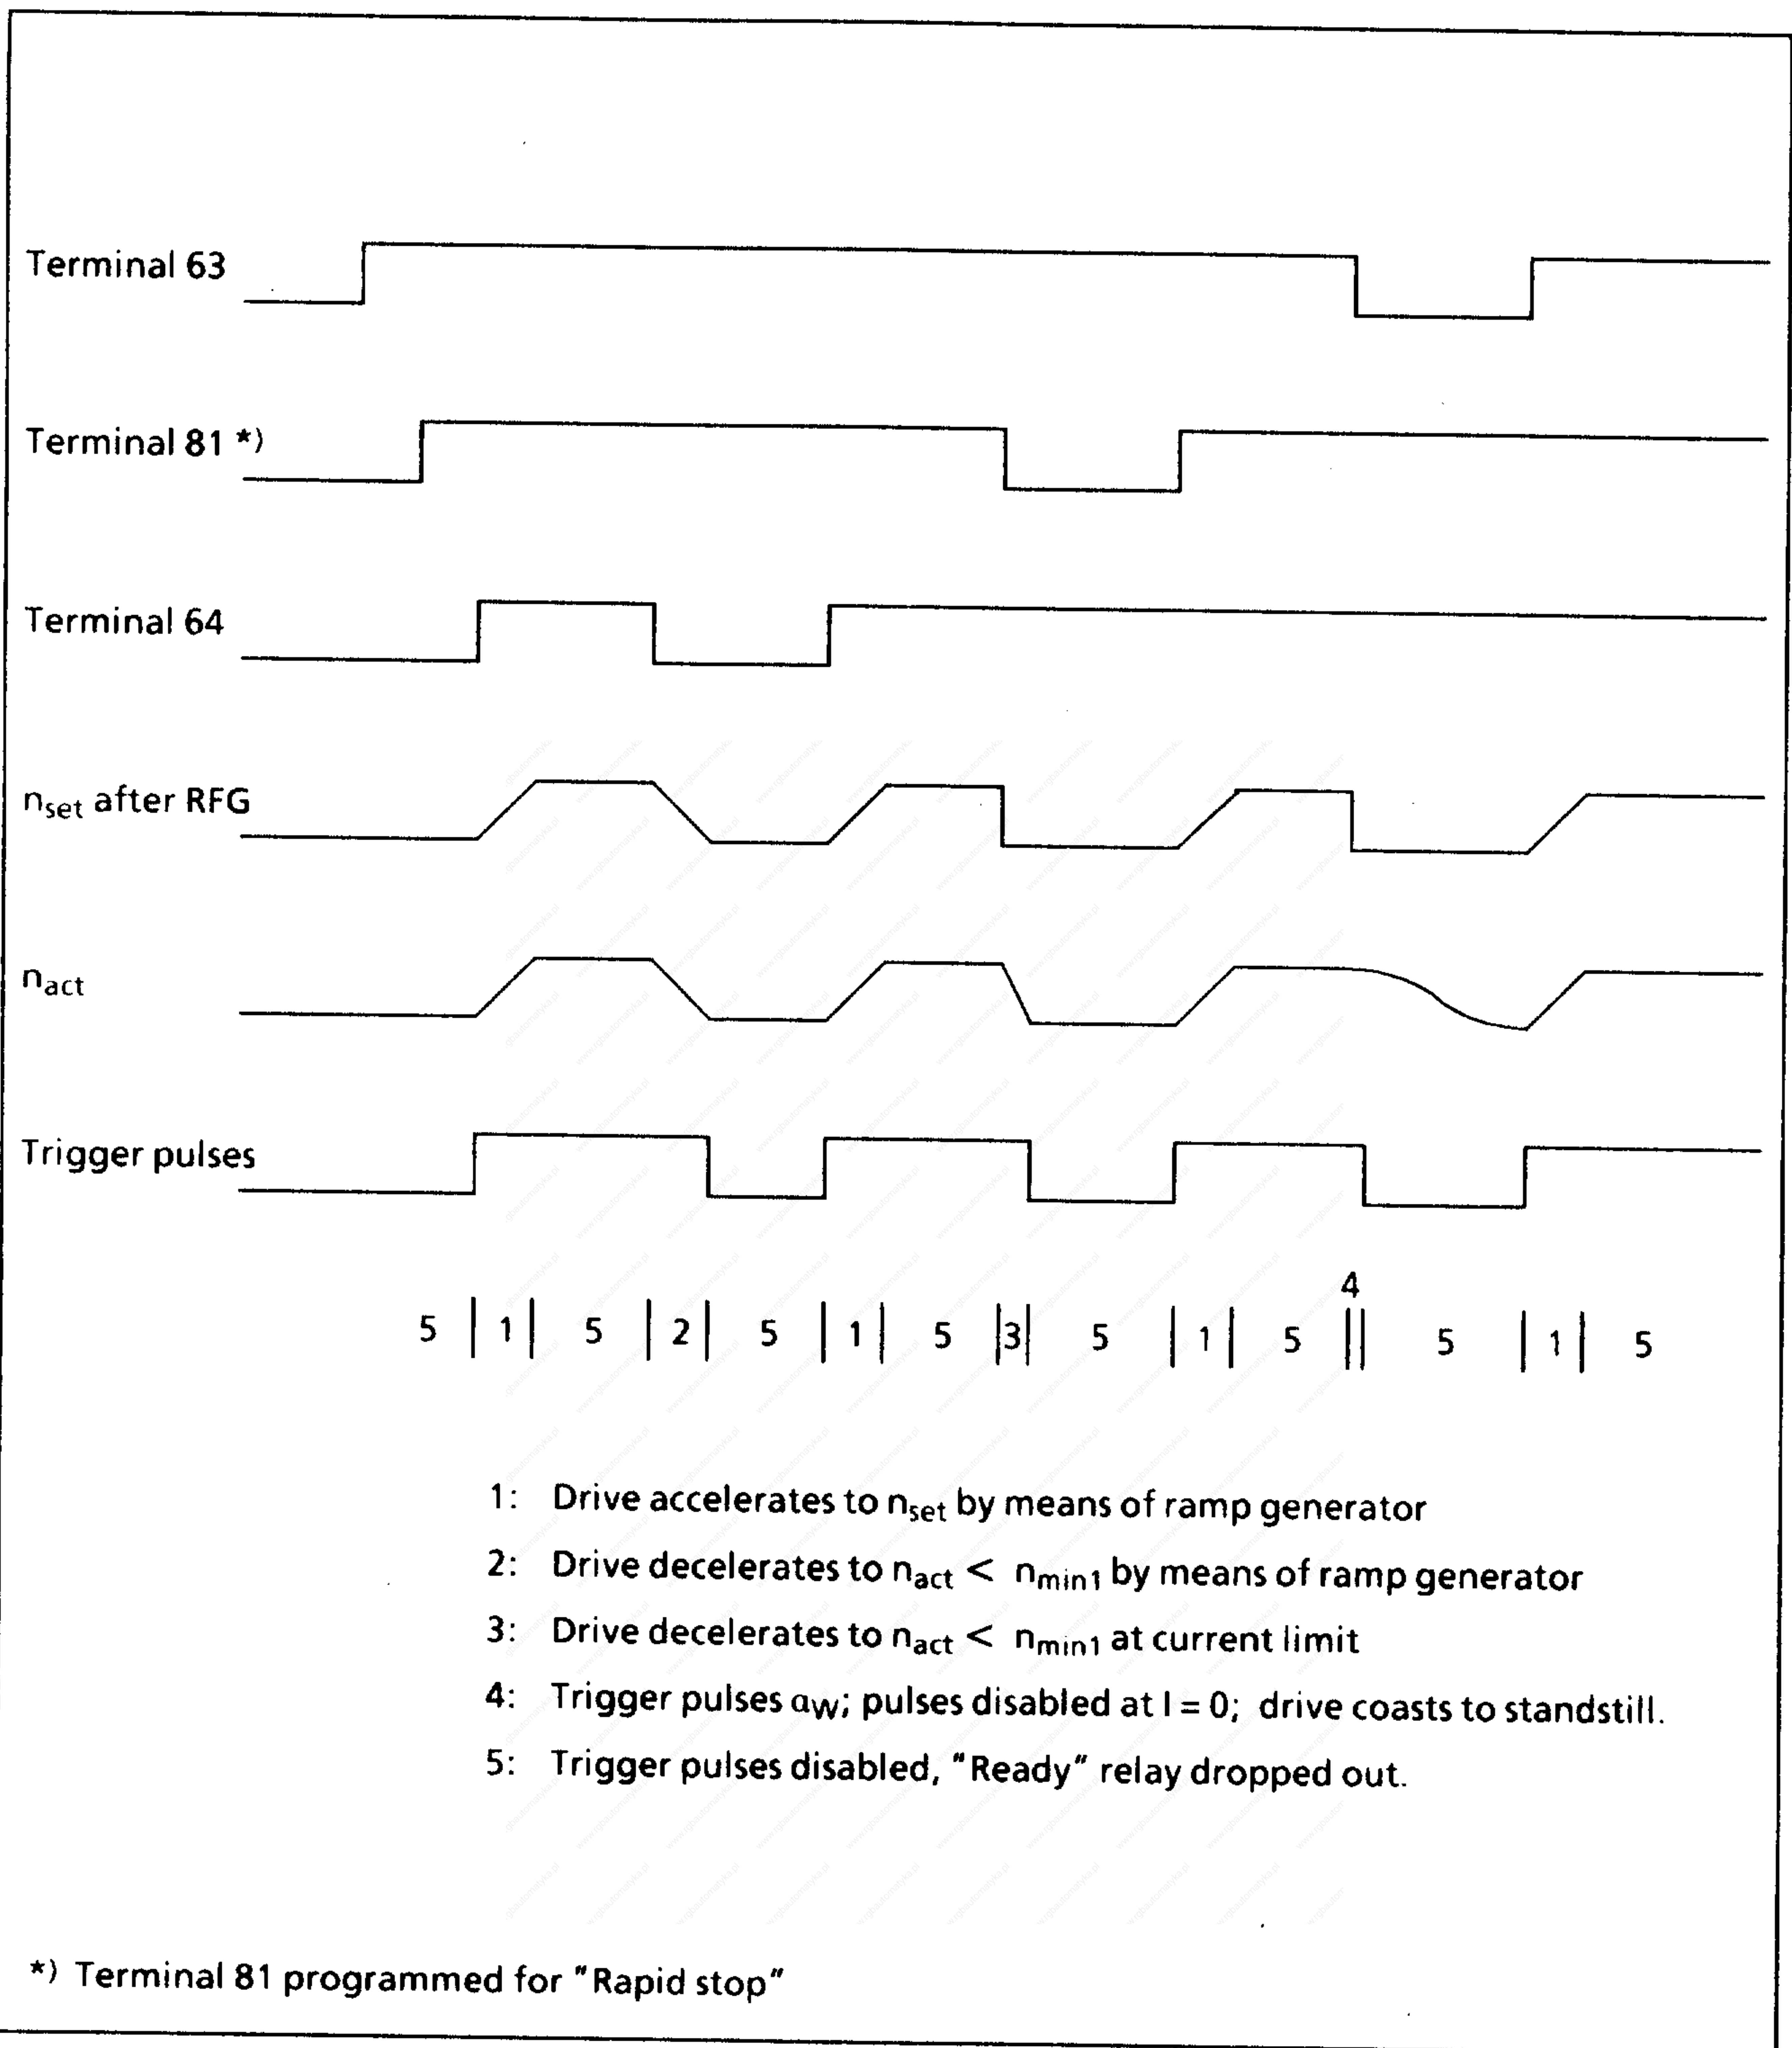 Terminal 63
Terminal 81 *)
Terminal 64
nset after RFG
nact
Trigger pulses
4
5 | 1 | 5 | 2 | 5 | 1 | 5 |3| 5 | 1 | 5 || 5 | 1 | 5
1: Drive accelerates to nset by means of ramp generator
2: Drive decelerates to nact < nmin1 by means of ramp generator
3: Drive decelerates to nact < nmin1 at current limit
4: Trigger pulses αW; pulses disabled at I = 0; drive coasts to standstill.
5: Trigger pulses disabled, "Ready" relay dropped out.
*) Terminal 81 programmed for "Rapid stop"